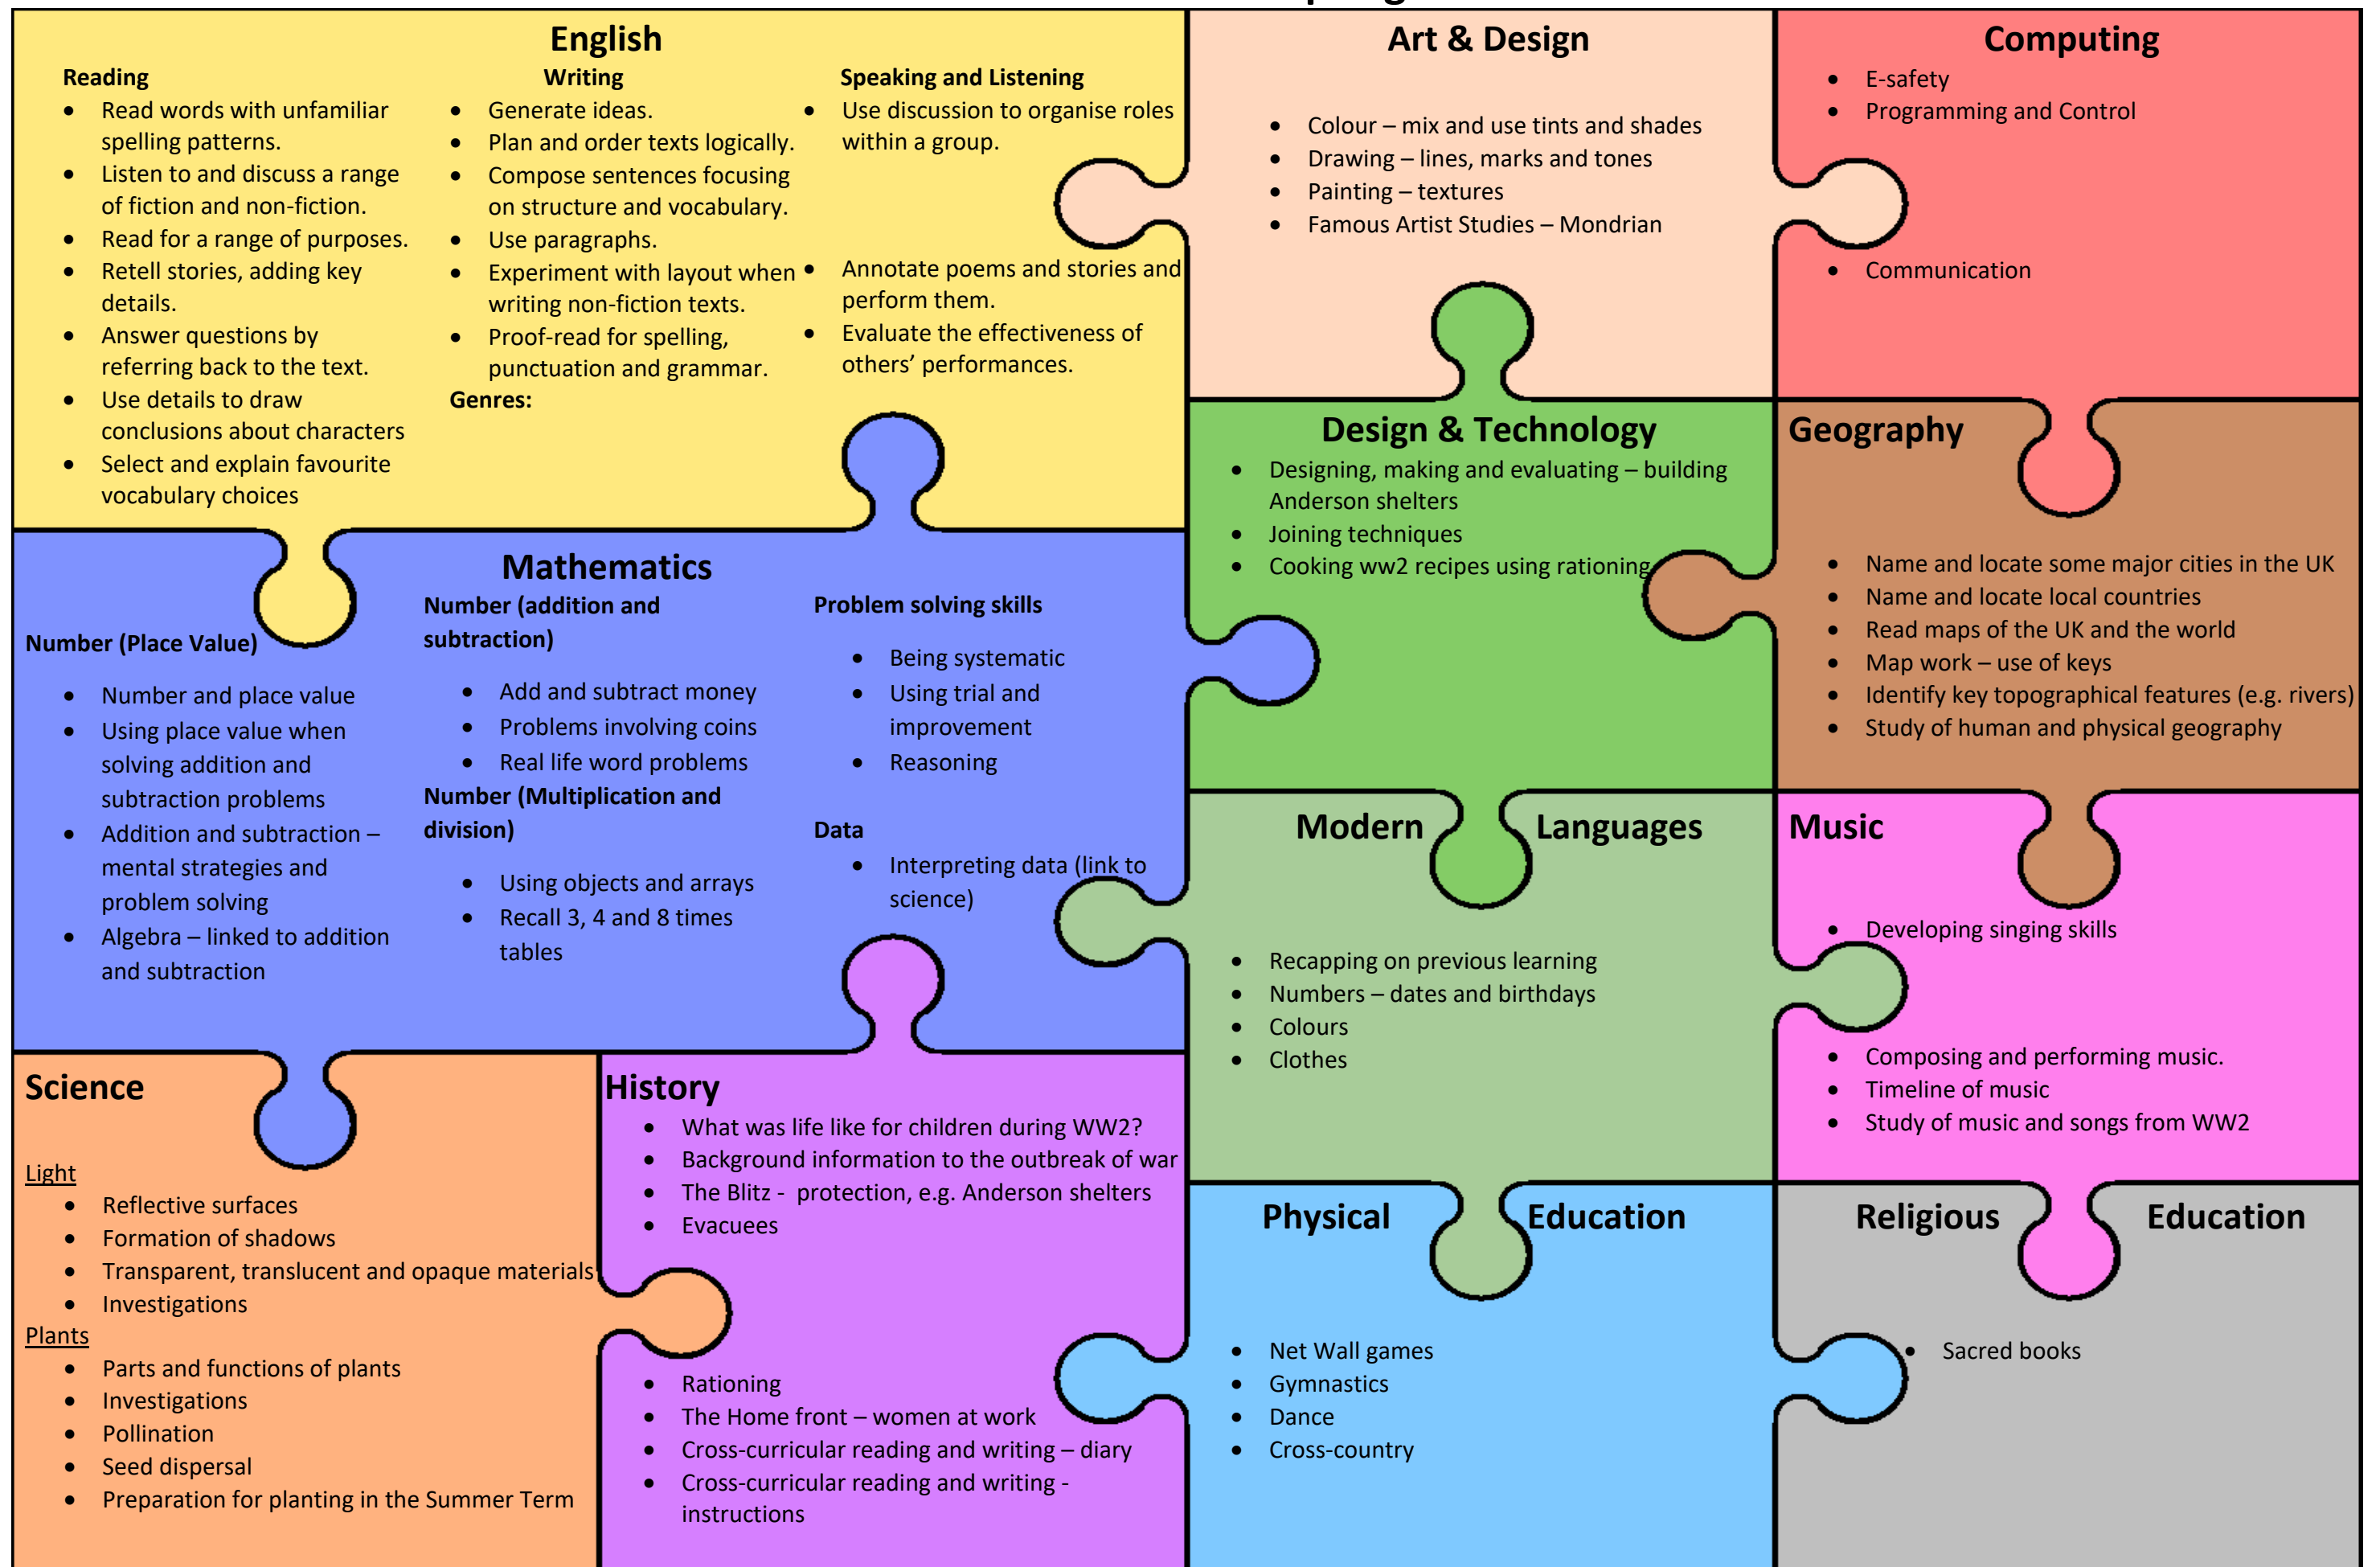 English
Reading
• Read words with unfamiliar
spelling patterns.
• Listen to and discuss a range
of fiction and non-fiction.
• Read for a range of purposes.
• Retell stories, adding key
details.
• Answer questions by
referring back to the text.
• Use details to draw
conclusions about characters
• Select and explain favourite
vocabulary choices
Writing
• Generate ideas.
• Plan and order texts logically.
• Compose sentences focusing
on structure and vocabulary.
• Use paragraphs.
• Experiment with layout when
writing non-fiction texts.
• Proof-read for spelling,
punctuation and grammar.
Genres:
Speaking and Listening
• Use discussion to organise roles
within a group.
• Annotate poems and stories and
perform them.
• Evaluate the effectiveness of
others’ performances.
Art & Design
• Colour – mix and use tints and shades
• Drawing – lines, marks and tones
• Painting – textures
• Famous Artist Studies – Mondrian
Computing
• E-safety
• Programming and Control
• Communication
Design & Technology
• Designing, making and evaluating – building
Anderson shelters
• Joining techniques
• Cooking ww2 recipes using rationing
Geography
• Name and locate some major cities in the UK
• Name and locate local countries
• Read maps of the UK and the world
• Map work – use of keys
• Identify key topographical features (e.g. rivers)
• Study of human and physical geography
Mathematics
Number (Place Value)
• Number and place value
• Using place value when
solving addition and
subtraction problems
• Addition and subtraction –
mental strategies and
problem solving
• Algebra – linked to addition
and subtraction
Number (addition and
subtraction)
• Add and subtract money
• Problems involving coins
• Real life word problems
Number (Multiplication and
division)
• Using objects and arrays
• Recall 3, 4 and 8 times
tables
Problem solving skills
• Being systematic
• Using trial and
improvement
• Reasoning
Data
• Interpreting data (link to
science)
Modern Languages
• Recapping on previous learning
• Numbers – dates and birthdays
• Colours
• Clothes
Music
• Developing singing skills
• Composing and performing music.
• Timeline of music
• Study of music and songs from WW2
Science
Light
• Reflective surfaces
• Formation of shadows
• Transparent, translucent and opaque materials
• Investigations
Plants
• Parts and functions of plants
• Investigations
• Pollination
• Seed dispersal
• Preparation for planting in the Summer Term
History
• What was life like for children during WW2?
• Background information to the outbreak of war
• The Blitz - protection, e.g. Anderson shelters
• Evacuees
• Rationing
• The Home front – women at work
• Cross-curricular reading and writing – diary
• Cross-curricular reading and writing -
instructions
Physical Education
• Net Wall games
• Gymnastics
• Dance
• Cross-country
Religious Education
• Sacred books